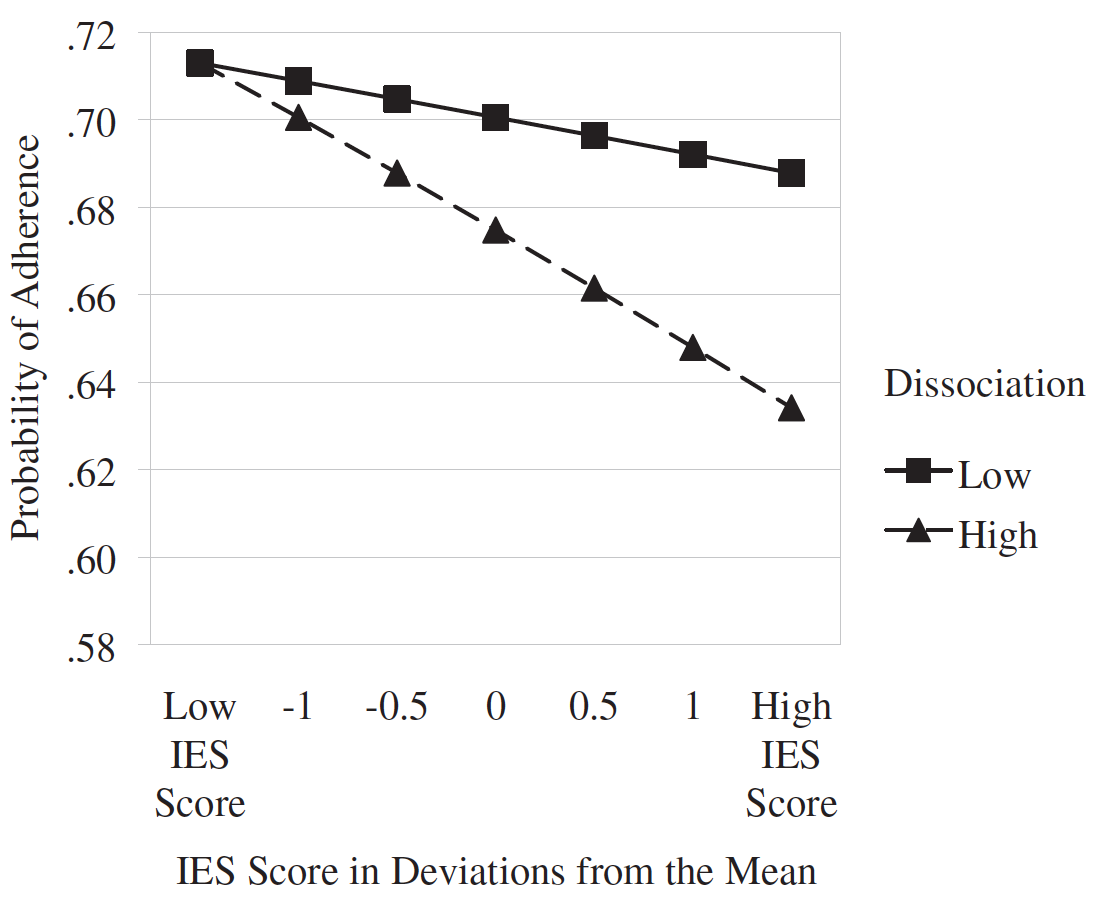 .72
.70
.68
.66
.64
.62
.60
.58
Probability of Adherence
Low IES Score
-1
-0.5
0
0.5
1
High IES Score
IES Score in Deviations from the Mean
Dissociation
Low
High